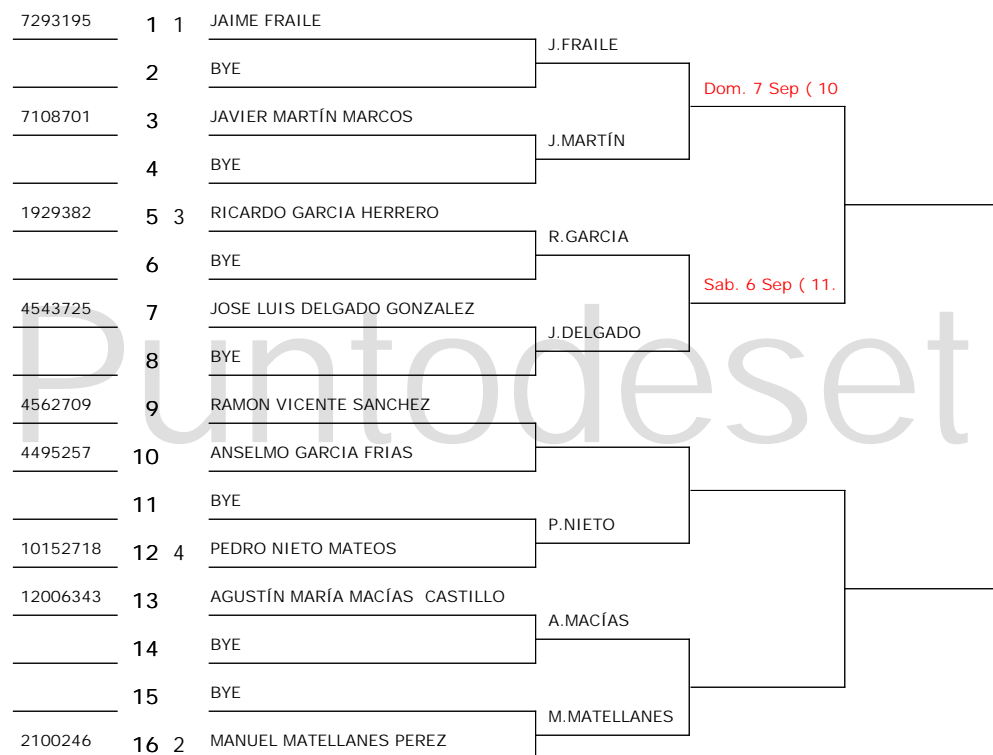 7293195 1 1 JAIME FRAILE
J.FRAILE
2 BYE
Dom. 7 Sep ( 10
7108701 3 JAVIER MARTÍN MARCOS
J.MARTÍN
4 BYE
1929382 5 3 RICARDO GARCIA HERRERO
R.GARCIA
6 BYE
Sab. 6 Sep ( 11.
4543725 7 JOSE LUIS DELGADO GONZALEZ
J.DELGADO
8 BYE
Puntodeset
4562709 9 RAMON VICENTE SANCHEZ
4495257 10 ANSELMO GARCIA FRIAS
11 BYE
P.NIETO
10152718 12 4 PEDRO NIETO MATEOS
12006343 13 AGUSTÍN MARÍA MACÍAS CASTILLO
A.MACÍAS
14 BYE
15 BYE
M.MATELLANES
2100246 16 2 MANUEL MATELLANES PEREZ